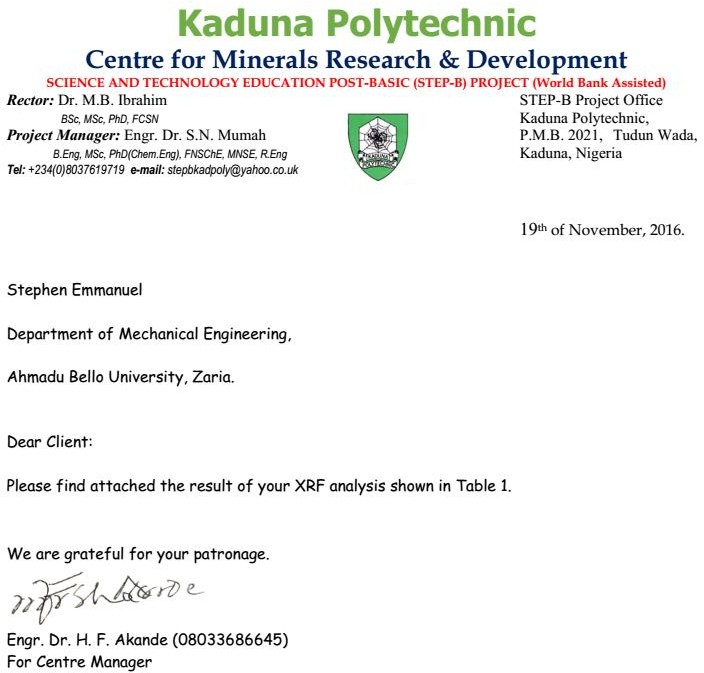 Kaduna Polytechnic
Centre for Minerals Research & Development
SCIENCE AND TECHNOLOGY EDUCATION POST-BASIC (STEP-B) PROJECT (World Bank Assisted)
Rector: Dr. M.B. Ibrahim
BSc, MSc, PhD, FCSN
Project Manager: Engr. Dr. S.N. Mumah
B.Eng, MSc, PhD(Chem.Eng), FNSChE, MNSE, R.Eng
Tel: +234(0)8037619719 e-mail: stepbkadpoly@yahoo.co.uk
KADUNA
POLYTECHNIC
STEP-B Project Office
Kaduna Polytechnic,
P.M.B. 2021, Tudun Wada,
Kaduna, Nigeria
19th of November, 2016.
Stephen Emmanuel
Department of Mechanical Engineering,
Ahmadu Bello University, Zaria.
Dear Client:
Please find attached the result of your XRF analysis shown in Table 1.
We are grateful for your patronage.
Engr. Dr. H. F. Akande (08033686645)
For Centre Manager